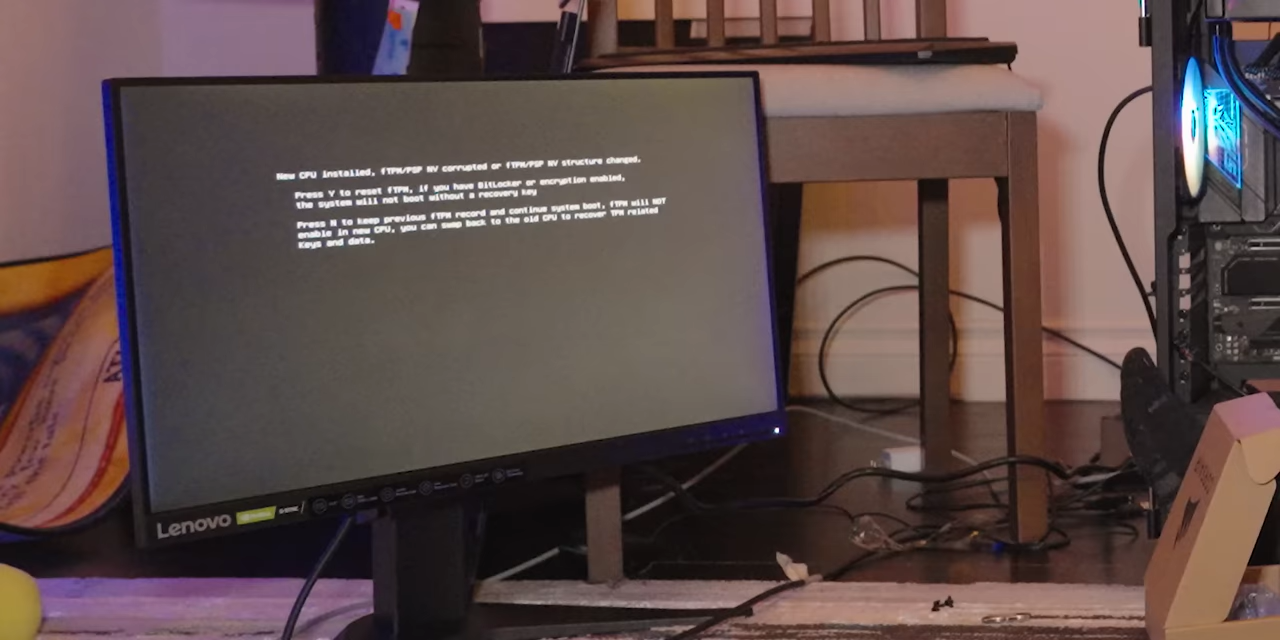 New CPU installed, fTPM/PSP NV corrupted or fTPM/PSP NV structure changed.
Press Y to reset fTPM, if you have BitLocker or encryption enabled,
the system will not boot without a recovery key
Press N to keep previous fTPM record and continue system boot, fTPM will NOT
enable in new CPU, you can swap back to the old CPU to recover TPM related
Keys and data.
Lenovo